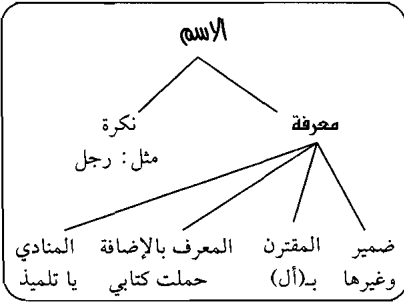 الاسم
معرفة
نكرة
مثل: رجل
ضمير
وغيرها
المقترن
بـ(أل)
المعرف بالإضافة
حملت كتابي
المنادي
يا تلميذ